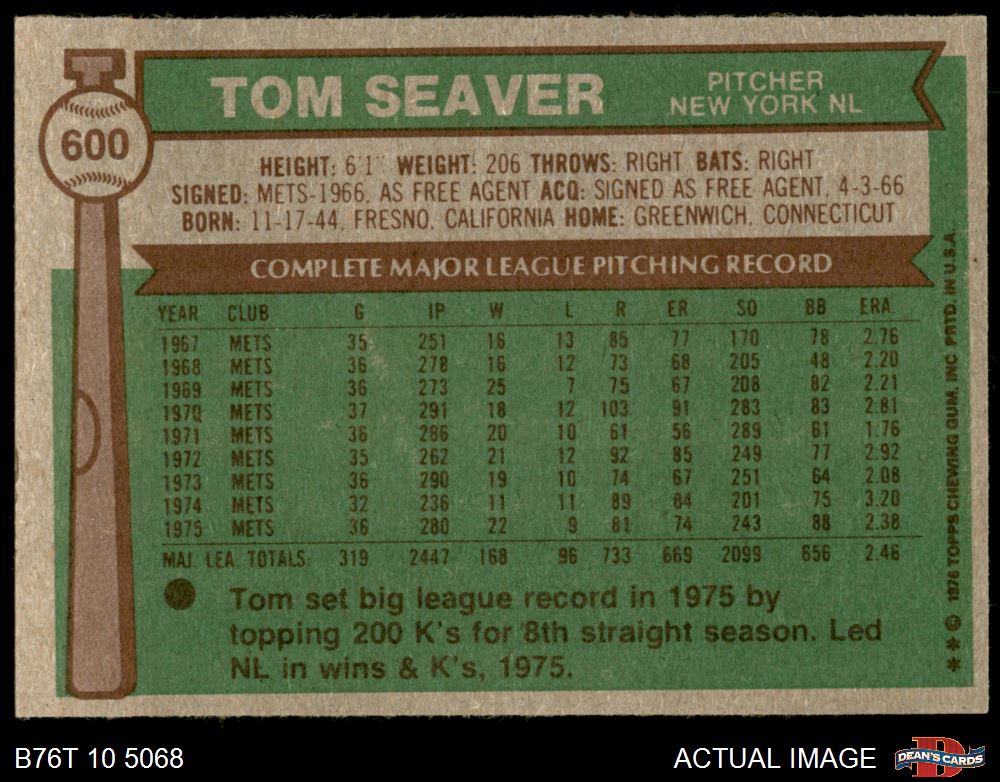 TOM SEAVER
PITCHER
NEW YORK NL
600
HEIGHT: 6'1" WEIGHT: 206 THROWS: RIGHT BATS: RIGHT
SIGNED: METS-1966, AS FREE AGENT ACQ: SIGNED AS FREE AGENT, 4-3-66
BORN: 11-17-44, FRESNO, CALIFORNIA HOME: GREENWICH, CONNECTICUT
COMPLETE MAJOR LEAGUE PITCHING RECORD
YEAR CLUB G IP W L R ER SO BB ERA.
1967 METS 35 251 16 13 85 77 170 78 2.76
1968 METS 36 278 16 12 73 68 205 48 2.20
1969 METS 36 273 25 7 75 67 208 82 2.21
1970 METS 37 291 18 12 103 91 283 83 2.81
1971 METS 36 286 20 10 61 56 289 61 1.76
1972 METS 35 262 21 12 92 85 249 77 2.92
1973 METS 36 290 19 10 74 67 251 64 2.08
1974 METS 32 236 11 11 89 84 201 75 3.20
1975 METS 36 280 22 9 81 74 243 88 2.38
MAJ. LEA. TOTALS: 319 2447 168 96 733 669 2099 656 2.46
Tom set big league record in 1975 by
topping 200 K's for 8th straight season. Led
NL in wins & K's, 1975.
** © 1976 TOPPS CHEWING GUM, INC PRTD. IN U.S.A.
B76T 10 5068
ACTUAL IMAGE
D
DEAN'S CARDS